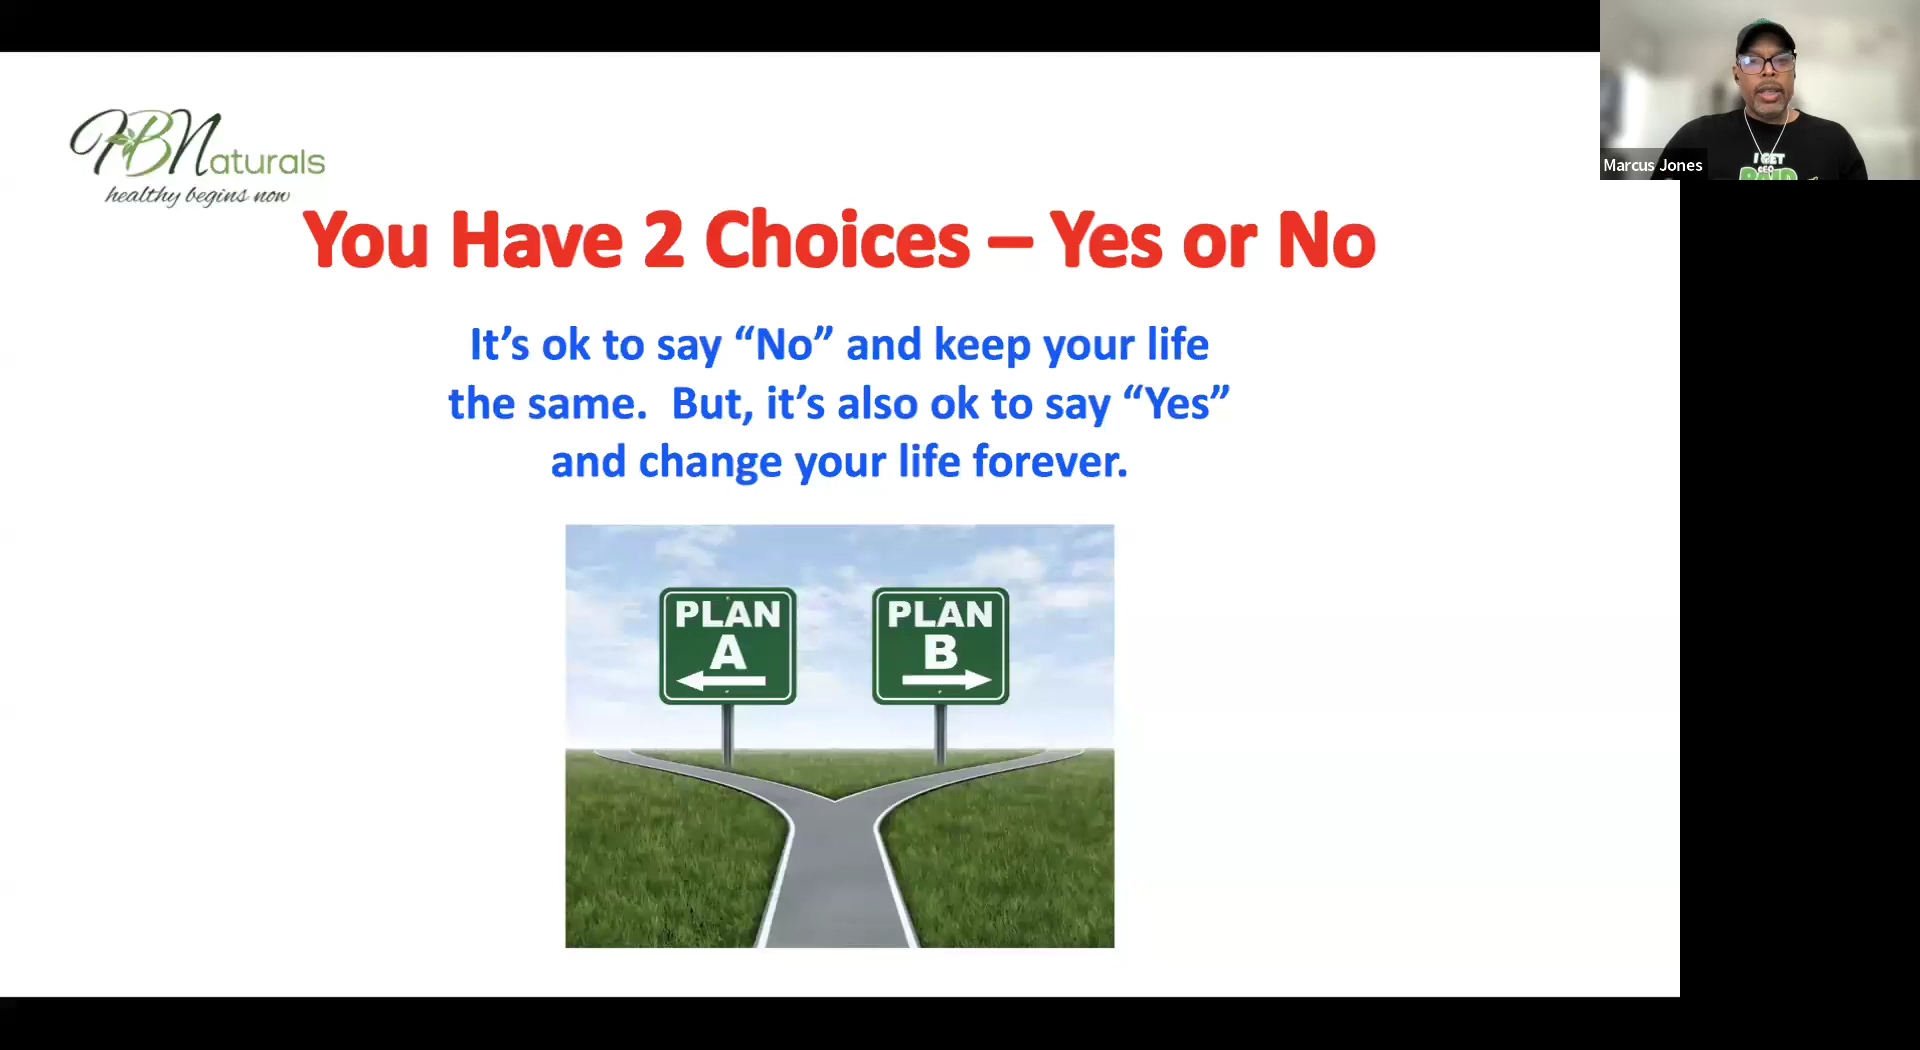 HBNaturals
healthy begins now
Marcus Jones
I GET
CEO
PAID
You Have 2 Choices – Yes or No
It’s ok to say “No” and keep your life
the same.  But, it’s also ok to say “Yes”
and change your life forever.
PLAN
A
PLAN
B